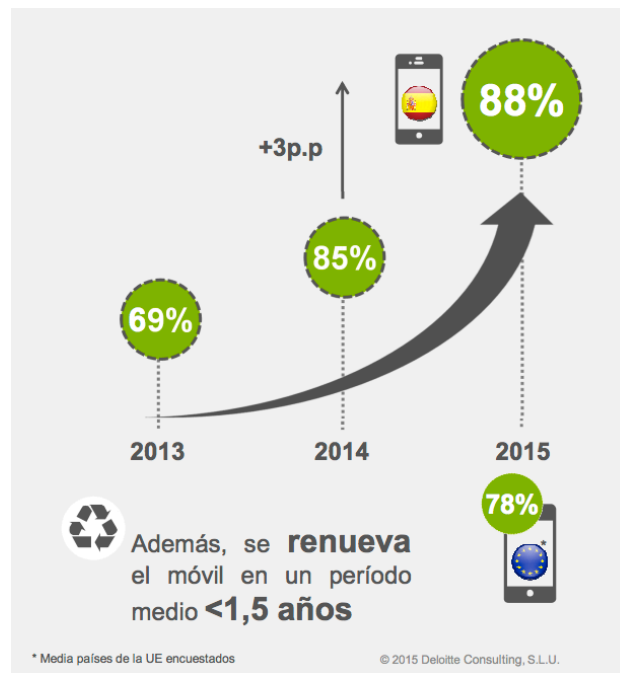 88%
+3p.p
85%
69%
2013 2014 2015
78%
*
Además, se renueva
el móvil en un período
medio <1,5 años
* Media países de la UE encuestados
© 2015 Deloitte Consulting, S.L.U.